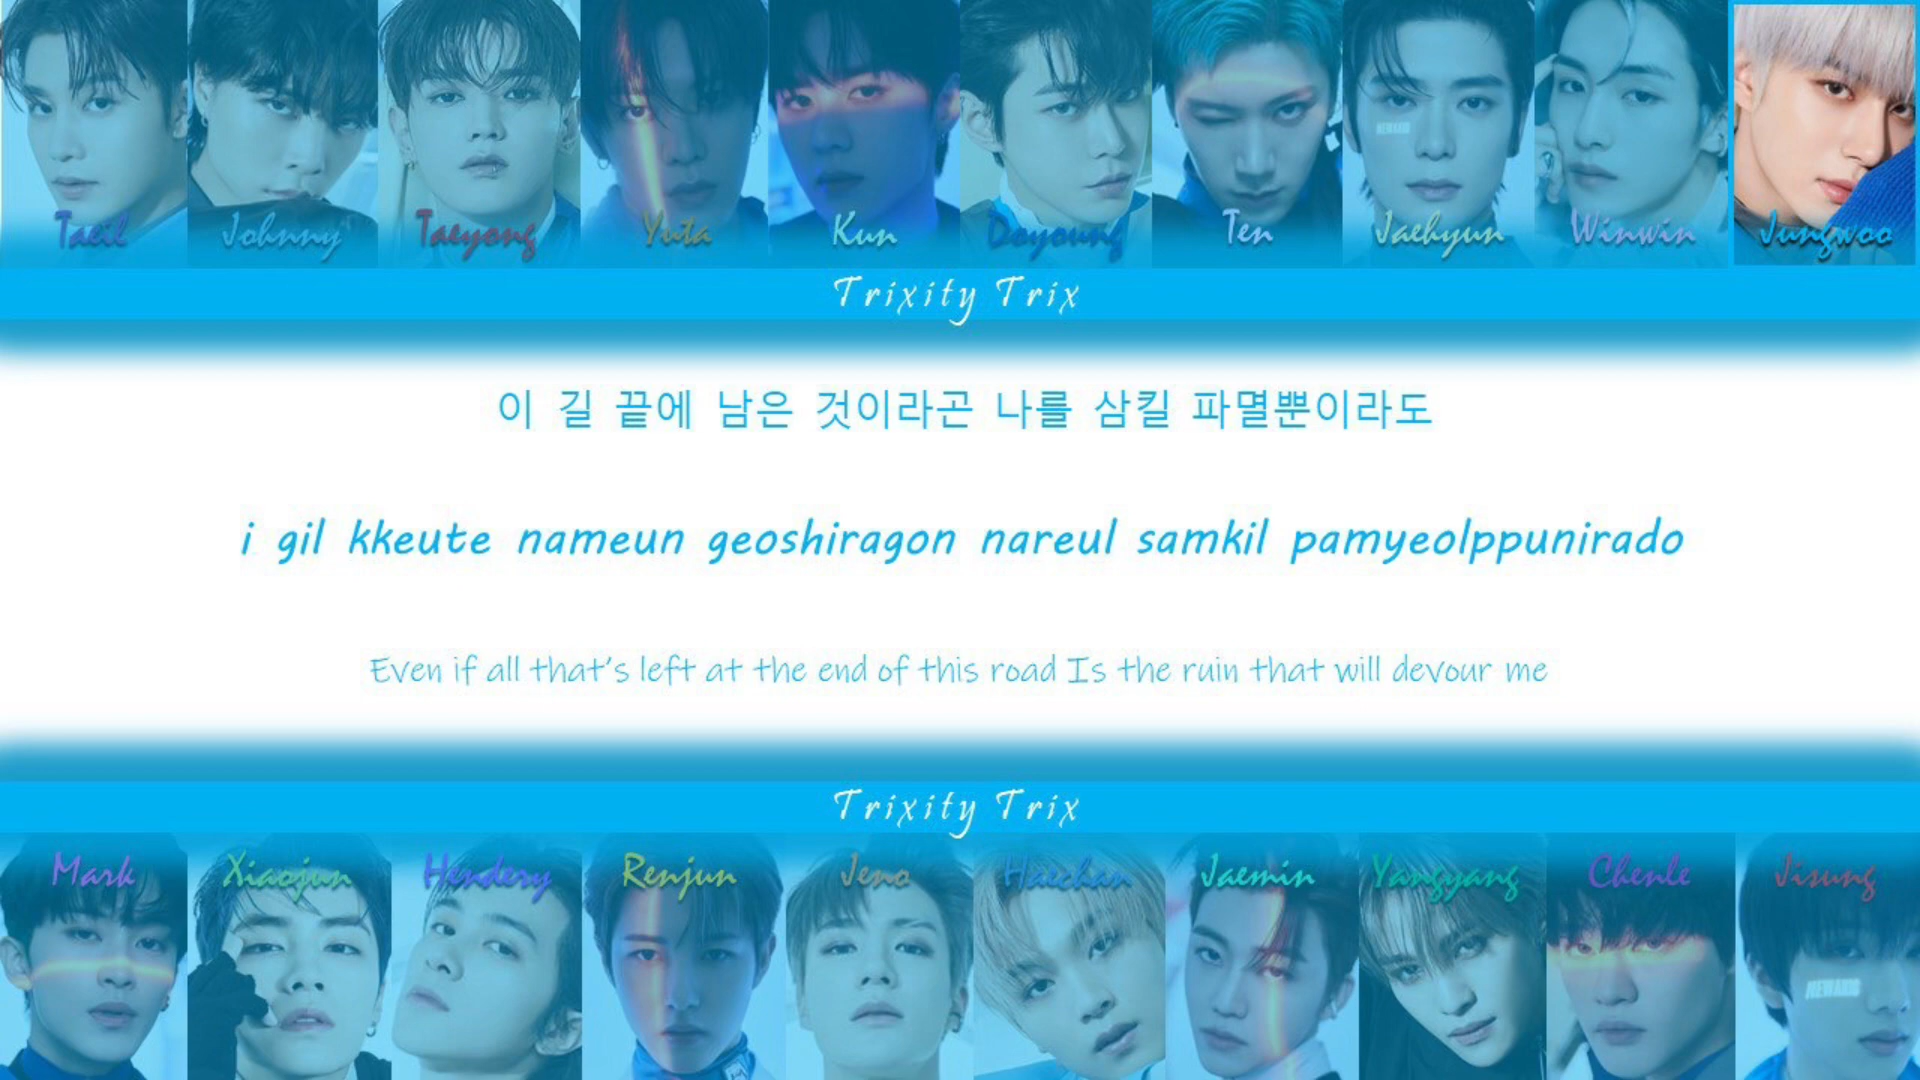 Taeil Johnny Taeyong Yuta Kun Doyoung Ten Jaehyun Winwin Jungwoo
Trixity Trix
이 길 끝에 남은 것이라곤 나를 삼킬 파멸뿐이라도
i gil kkeute nameun geoshiragon nareul samkil pamyeolppunirado
Even if all that's left at the end of this road Is the ruin that will devour me
Trixity Trix
Mark Xiaojun Hendery Renjun Jeno Haechan Jaemin Yangyang Chenle Jisung